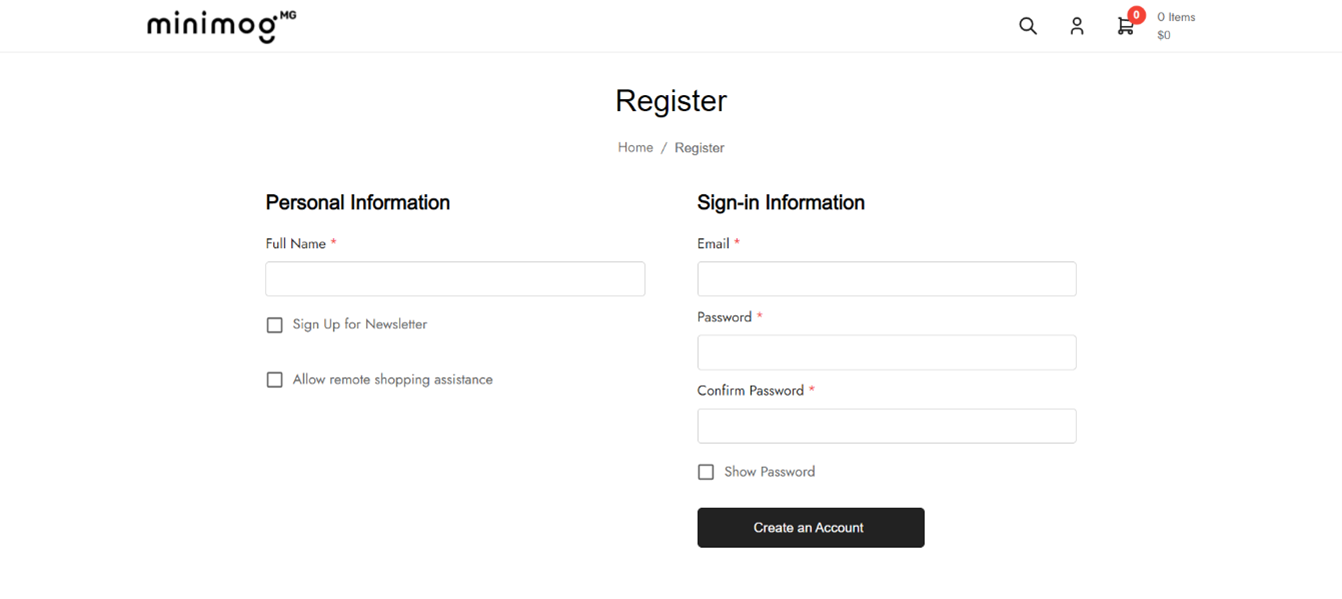 minimog MG
0
0 Items
$0
Register
Home / Register
Personal Information
Full Name *
Sign Up for Newsletter
Allow remote shopping assistance
Sign-in Information
Email *
Password *
Confirm Password *
Show Password
Create an Account